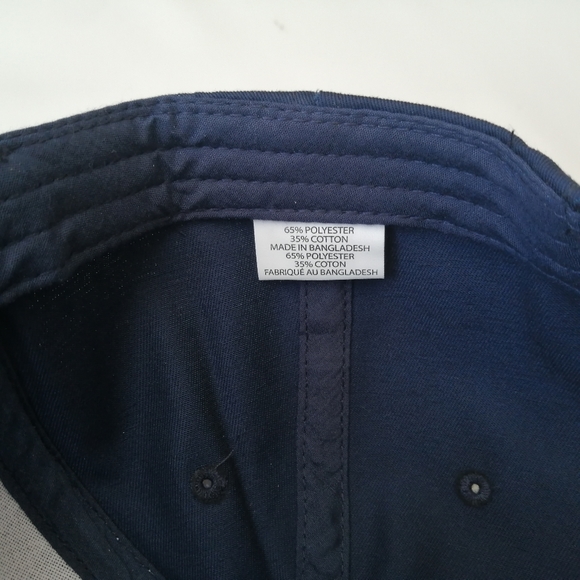 65% POLYESTER
35% COTTON
MADE IN BANGLADESH
65% POLYESTER
35% COTON
FABRIQUÉ AU BANGLADESH